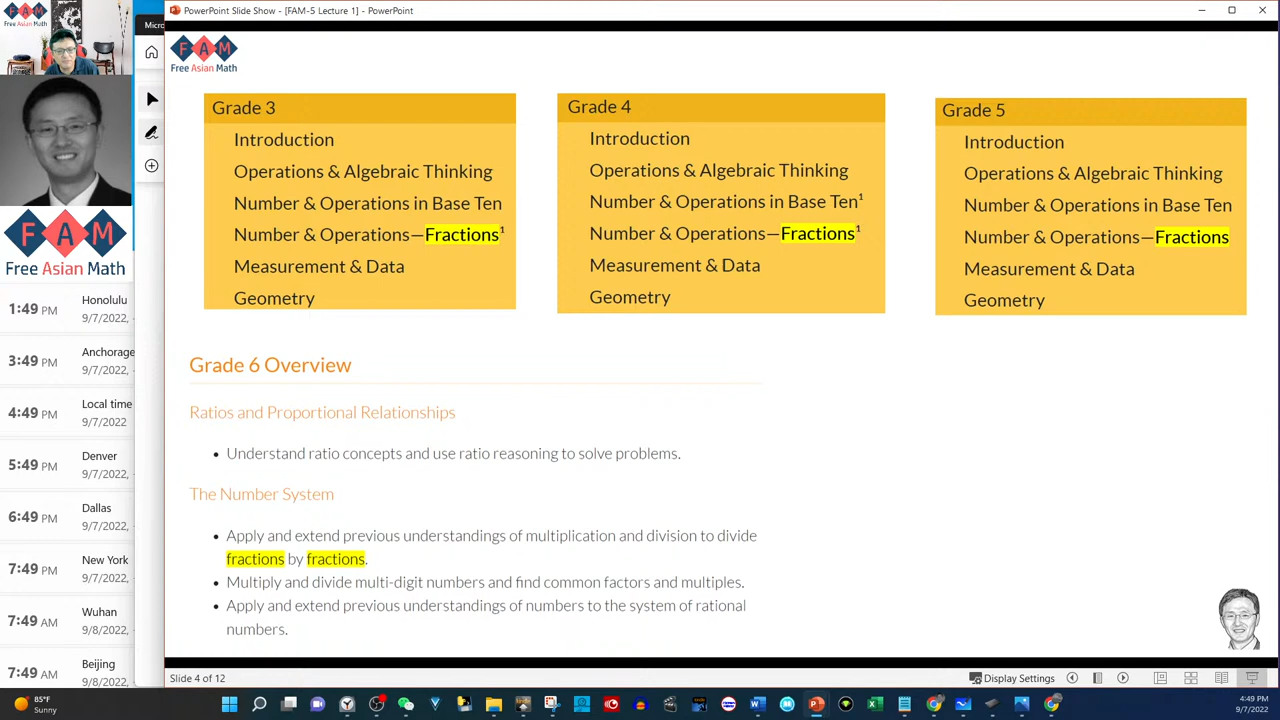 PowerPoint Slide Show - [FAM-5 Lecture 1] - PowerPoint
FAM
Free Asian Math
Micro
FAM
Free Asian Math
Grade 3
Introduction
Operations & Algebraic Thinking
Number & Operations in Base Ten
Number & Operations—Fractions¹
Measurement & Data
Geometry
Grade 4
Introduction
Operations & Algebraic Thinking
Number & Operations in Base Ten¹
Number & Operations—Fractions¹
Measurement & Data
Geometry
Grade 5
Introduction
Operations & Algebraic Thinking
Number & Operations in Base Ten
Number & Operations—Fractions
Measurement & Data
Geometry
FAM
Free Asian Math
1:49 PM Honolulu
9/7/2022,
3:49 PM Anchorage
9/7/2022,
4:49 PM Local time
9/7/2022
5:49 PM Denver
9/7/2022,
6:49 PM Dallas
9/7/2022,
7:49 PM New York
9/7/2022,
7:49 AM Wuhan
9/8/2022,
7:49 AM Beijing
9/8/2022,
Grade 6 Overview
Ratios and Proportional Relationships
• Understand ratio concepts and use ratio reasoning to solve problems.
The Number System
• Apply and extend previous understandings of multiplication and division to divide
fractions by fractions.
• Multiply and divide multi-digit numbers and find common factors and multiples.
• Apply and extend previous understandings of numbers to the system of rational
numbers.
Slide 4 of 12
Display Settings
85°F
Sunny
4:49 PM
9/7/2022